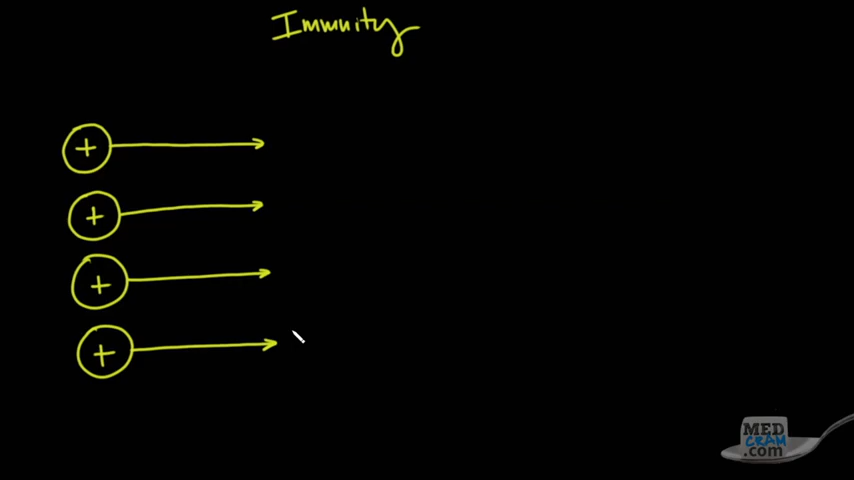 Immunity
+
+
+
+
MED
CRAM
.com